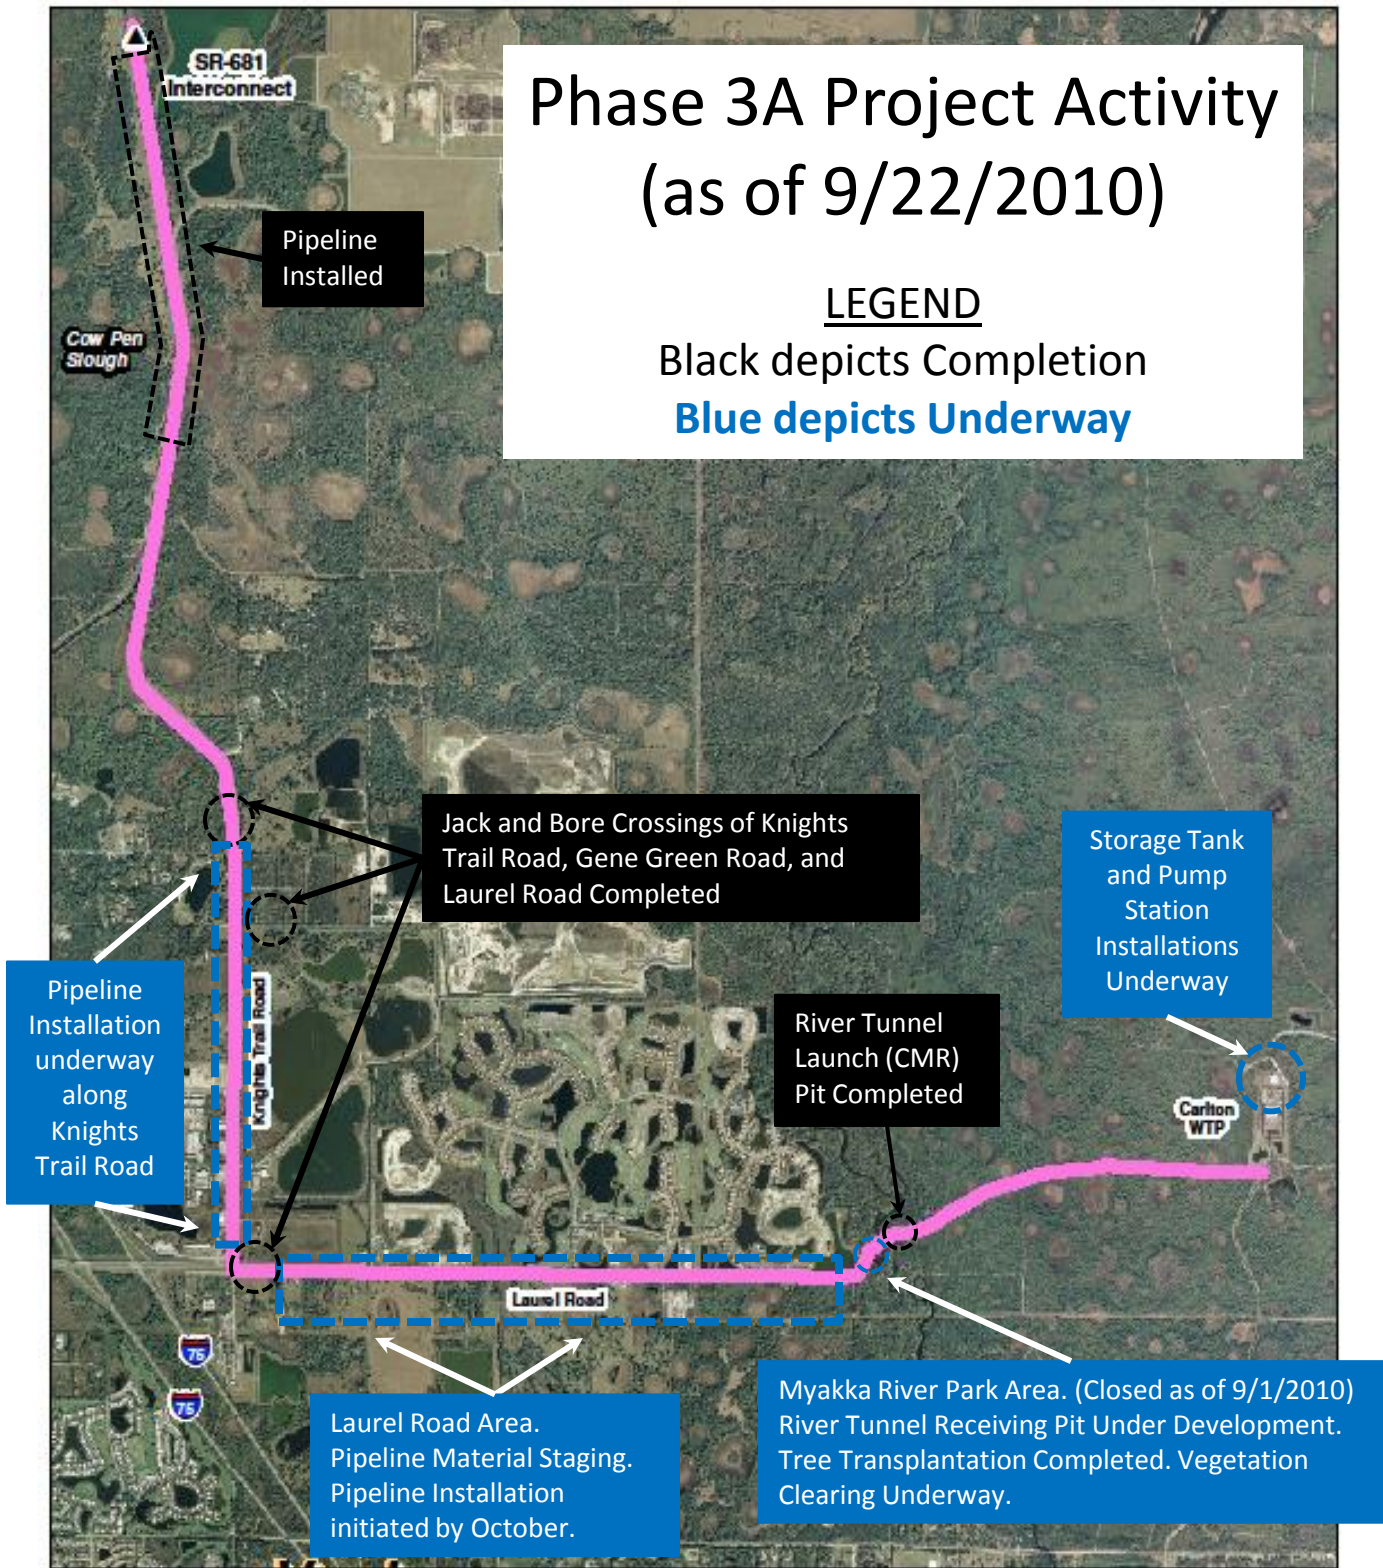 SR-681
Interconnect
Phase 3A Project Activity
(as of 9/22/2010)
LEGEND
Black depicts Completion
Blue depicts Underway
Pipeline
Installed
Cow Pen
Slough
Jack and Bore Crossings of Knights
Trail Road, Gene Green Road, and
Laurel Road Completed
Storage Tank
and Pump
Station
Installations
Underway
Pipeline
Installation
underway
along
Knights
Trail Road
Knights Trail Road
River Tunnel
Launch (CMR)
Pit Completed
Carlton
WTP
Laurel Road
75
75
Laurel Road Area.
Pipeline Material Staging.
Pipeline Installation
initiated by October.
Myakka River Park Area. (Closed as of 9/1/2010)
River Tunnel Receiving Pit Under Development.
Tree Transplantation Completed. Vegetation
Clearing Underway.